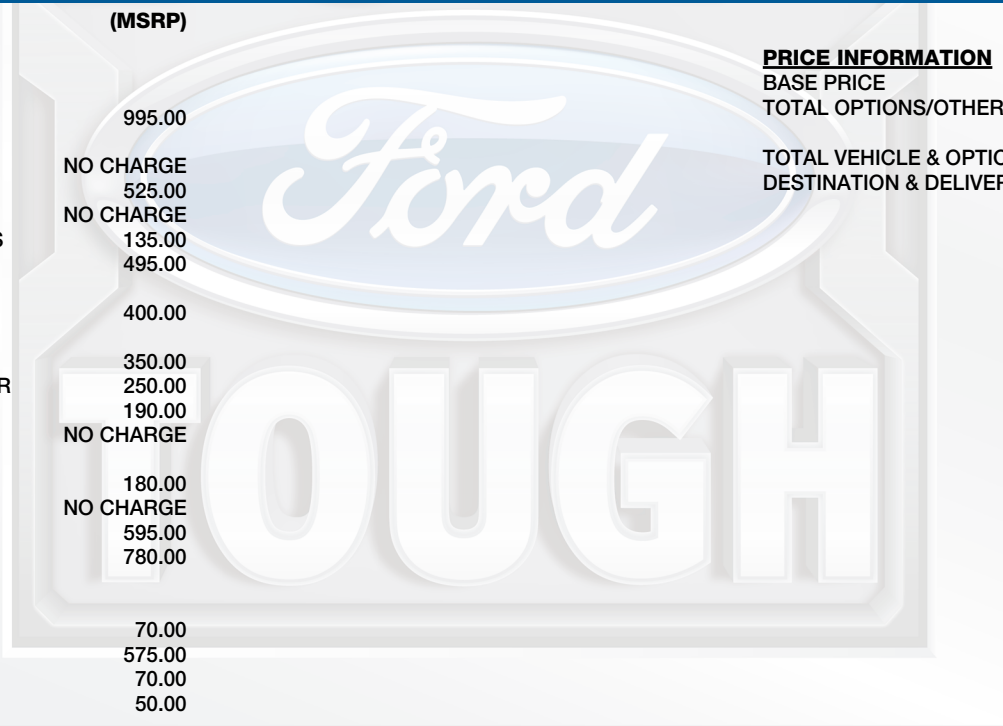 (MSRP)
995.00
NO CHARGE
525.00
NO CHARGE
S 135.00
495.00
400.00
350.00
R 250.00
190.00
NO CHARGE
180.00
NO CHARGE
595.00
780.00
70.00
575.00
70.00
50.00
PRICE INFORMATION
BASE PRICE
TOTAL OPTIONS/OTHER
TOTAL VEHICLE & OPTIO
DESTINATION & DELIVER
Ford
TOUGH